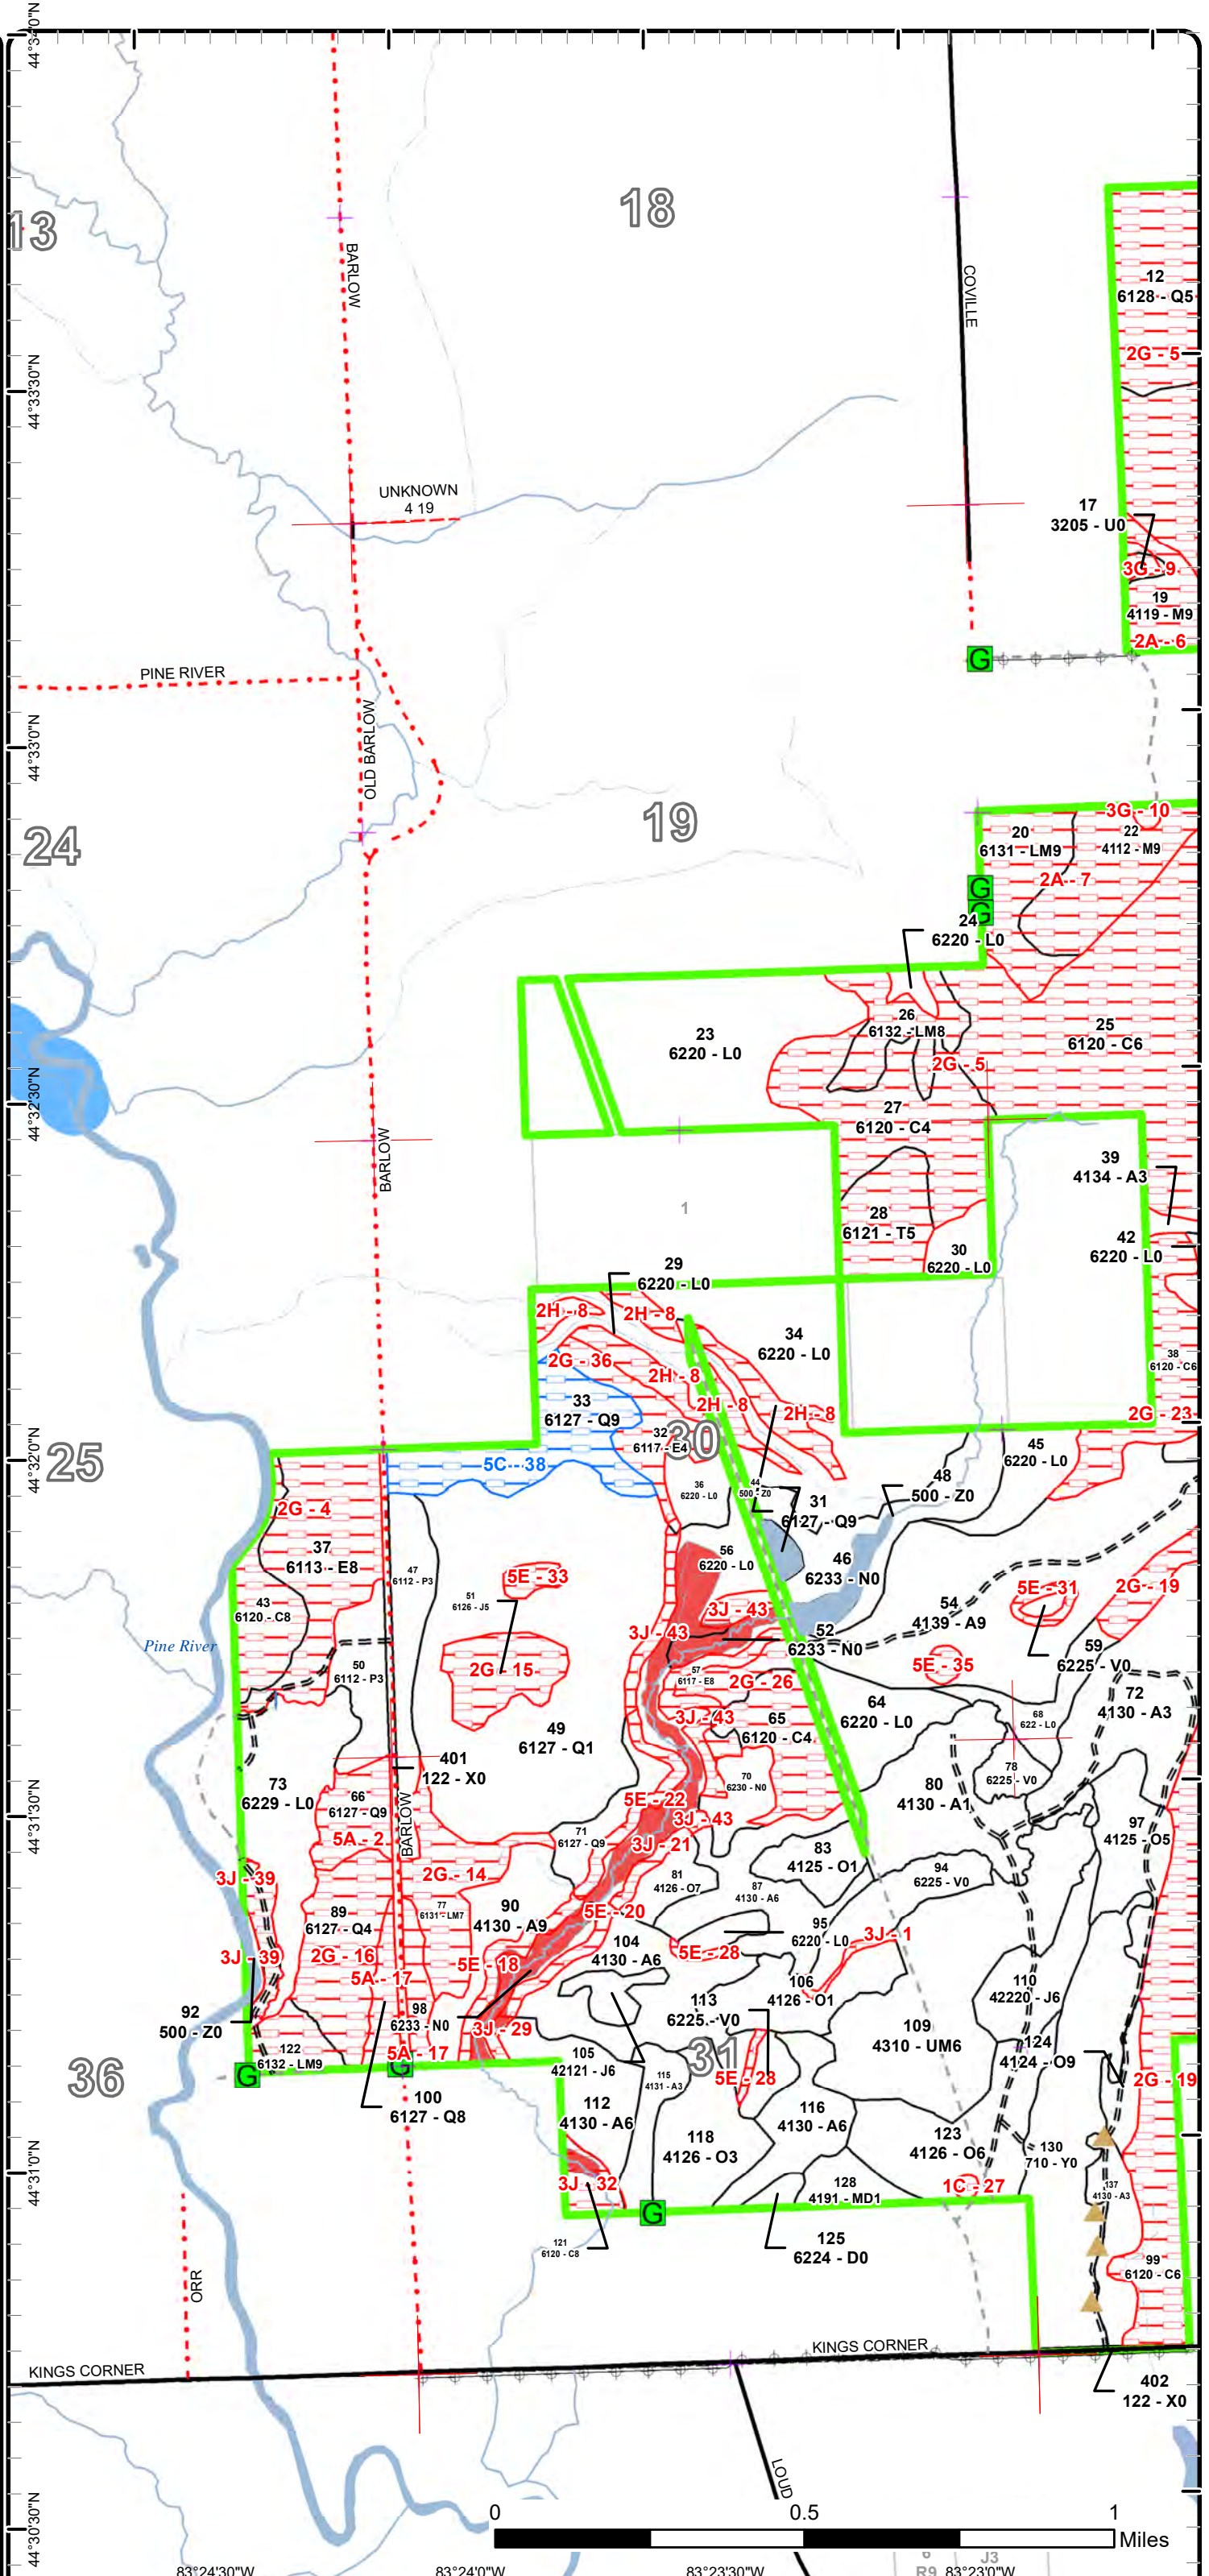 44°34'0"N
18
13
BARLOW
COVILLE
12
6128 - Q5
2G - 5
44°33'30"N
UNKNOWN
4 19
17
3205 - U0
3G - 9
19
4119 - M9
2A - 6
G
PINE RIVER
OLD BARLOW
44°33'0"N
19
24
3G - 10
20
6131 - LM9
22
4112 - M9
2A - 7
G
G
24
6220 - L0
23
6220 - L0
26
6132 - LM8
25
6120 - C6
2G - 5
44°32'30"N
27
6120 - C4
BARLOW
39
4134 - A3
1
28
6121 - T5
30
6220 - L0
42
6220 - L0
29
6220 - L0
2H - 8
2H - 8
34
6220 - L0
2G - 36
2H - 8
38
6120 - C6
33
6127 - Q9
2H - 8
2H - 8
2G - 23
32
6117 - E4
30
44°32'0"N
25
5C - 38
45
6220 - L0
36
6220 - L0
44
500 - Z0
48
500 - Z0
2G - 4
31
6127 - Q9
37
6113 - E8
56
6220 - L0
46
6233 - N0
47
6112 - P3
5E - 33
51
6126 - J5
43
6120 - C8
3J - 43
5E - 31
2G - 19
54
4139 - A9
Pine River
3J - 43
52
6233 - N0
50
6112 - P3
2G - 15
57
6117 - E8
2G - 26
5E - 35
59
6225 - V0
72
4130 - A3
64
6220 - L0
3J - 43
65
6120 - C4
68
622 - L0
49
6127 - Q1
401
122 - X0
70
6230 - N0
78
6225 - V0
73
6229 - L0
80
4130 - A1
44°31'30"N
66
6127 - Q9
5A - 2
BARLOW
5E - 22
3J - 43
97
4125 - O5
71
6127 - Q9
3J - 21
83
4125 - O1
3J - 39
2G - 14
81
4126 - O7
87
4130 - A6
94
6225 - V0
89
6127 - Q4
77
6131 - LM7
90
4130 - A9
5E - 20
95
6220 - L0
3J - 1
3J - 39
2G - 16
5A - 17
5E - 18
104
4130 - A6
5E - 28
106
4126 - O1
110
42220 - J6
92
500 - Z0
98
6233 - N0
3J - 29
113
6225 - V0
109
4310 - UM6
124
4124 - O9
122
6132 - LM9
5A - 17
31
105
42121 - J6
115
4131 - A3
5E - 28
2G - 19
36
G
G
100
6127 - Q8
112
4130 - A6
116
4130 - A6
118
4126 - O3
123
4126 - O6
130
710 - Y0
44°31'0"N
3J - 32
128
4191 - MD1
1C - 27
137
4130 - A3
G
121
6120 - C8
125
6224 - D0
99
6120 - C6
ORR
KINGS CORNER
KINGS CORNER
402
122 - X0
LOUD
44°30'30"N
0 0.5 1
Miles
83°24'30"W 83°24'0"W 83°23'30"W 83°23'0"W
J3
R9